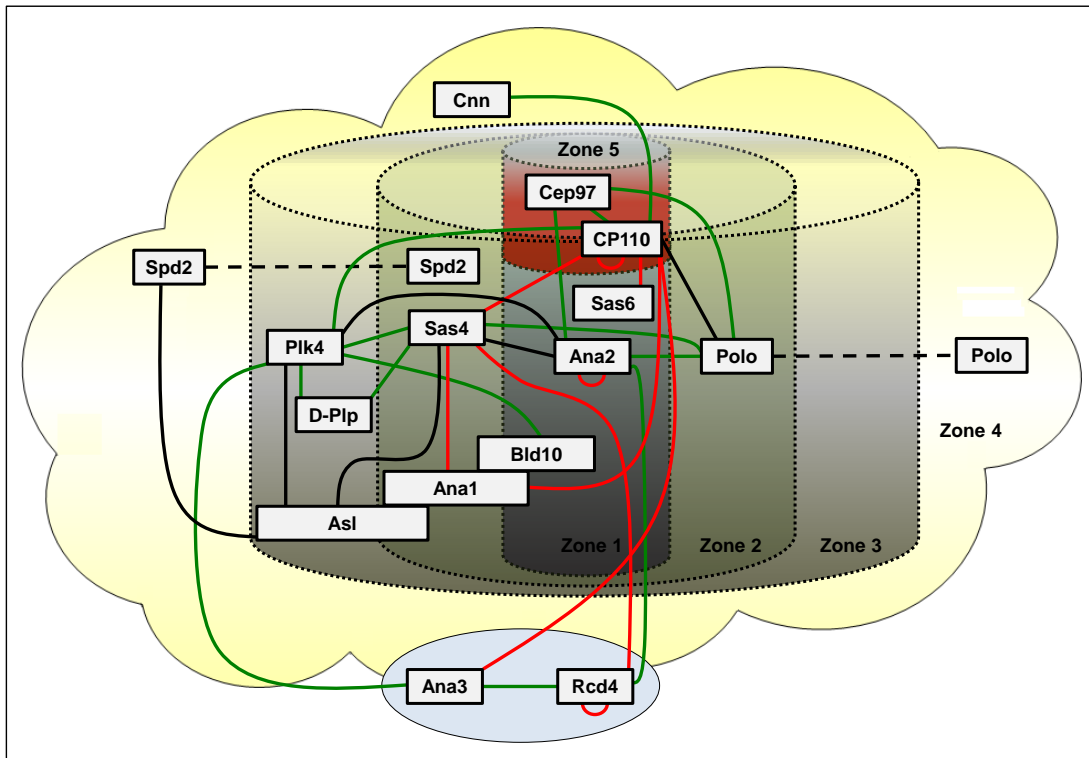 Cnn
Zone 5
Cep97
CP110
Spd2
Spd2
Sas6
Sas4
Plk4
Ana2
Polo
Polo
D-Plp
Zone 4
Bld10
Ana1
Asl
Zone 1
Zone 2
Zone 3
Ana3
Rcd4